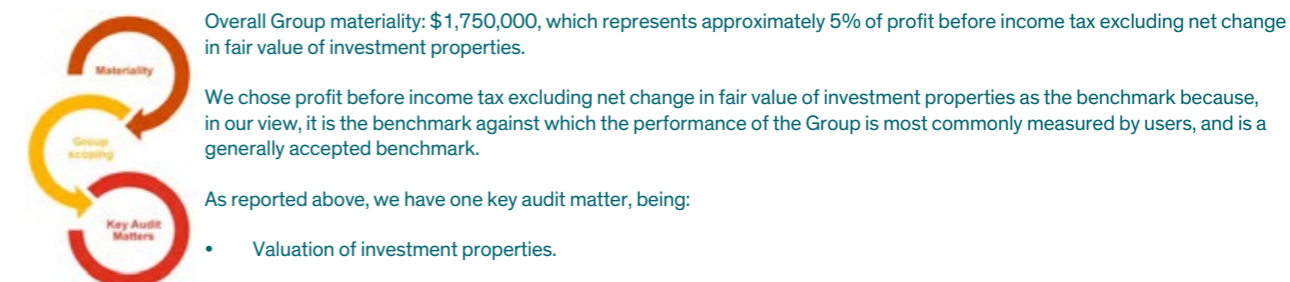 Overall Group materiality: $1,750,000, which represents approximately 5% of profit before income tax excluding net change
in fair value of investment properties.
Materiality
We chose profit before income tax excluding net change in fair value of investment properties as the benchmark because,
in our view, it is the benchmark against which the performance of the Group is most commonly measured by users, and is a
generally accepted benchmark.
Group
scoping
As reported above, we have one key audit matter, being:
Key Audit
Matters
• Valuation of investment properties.